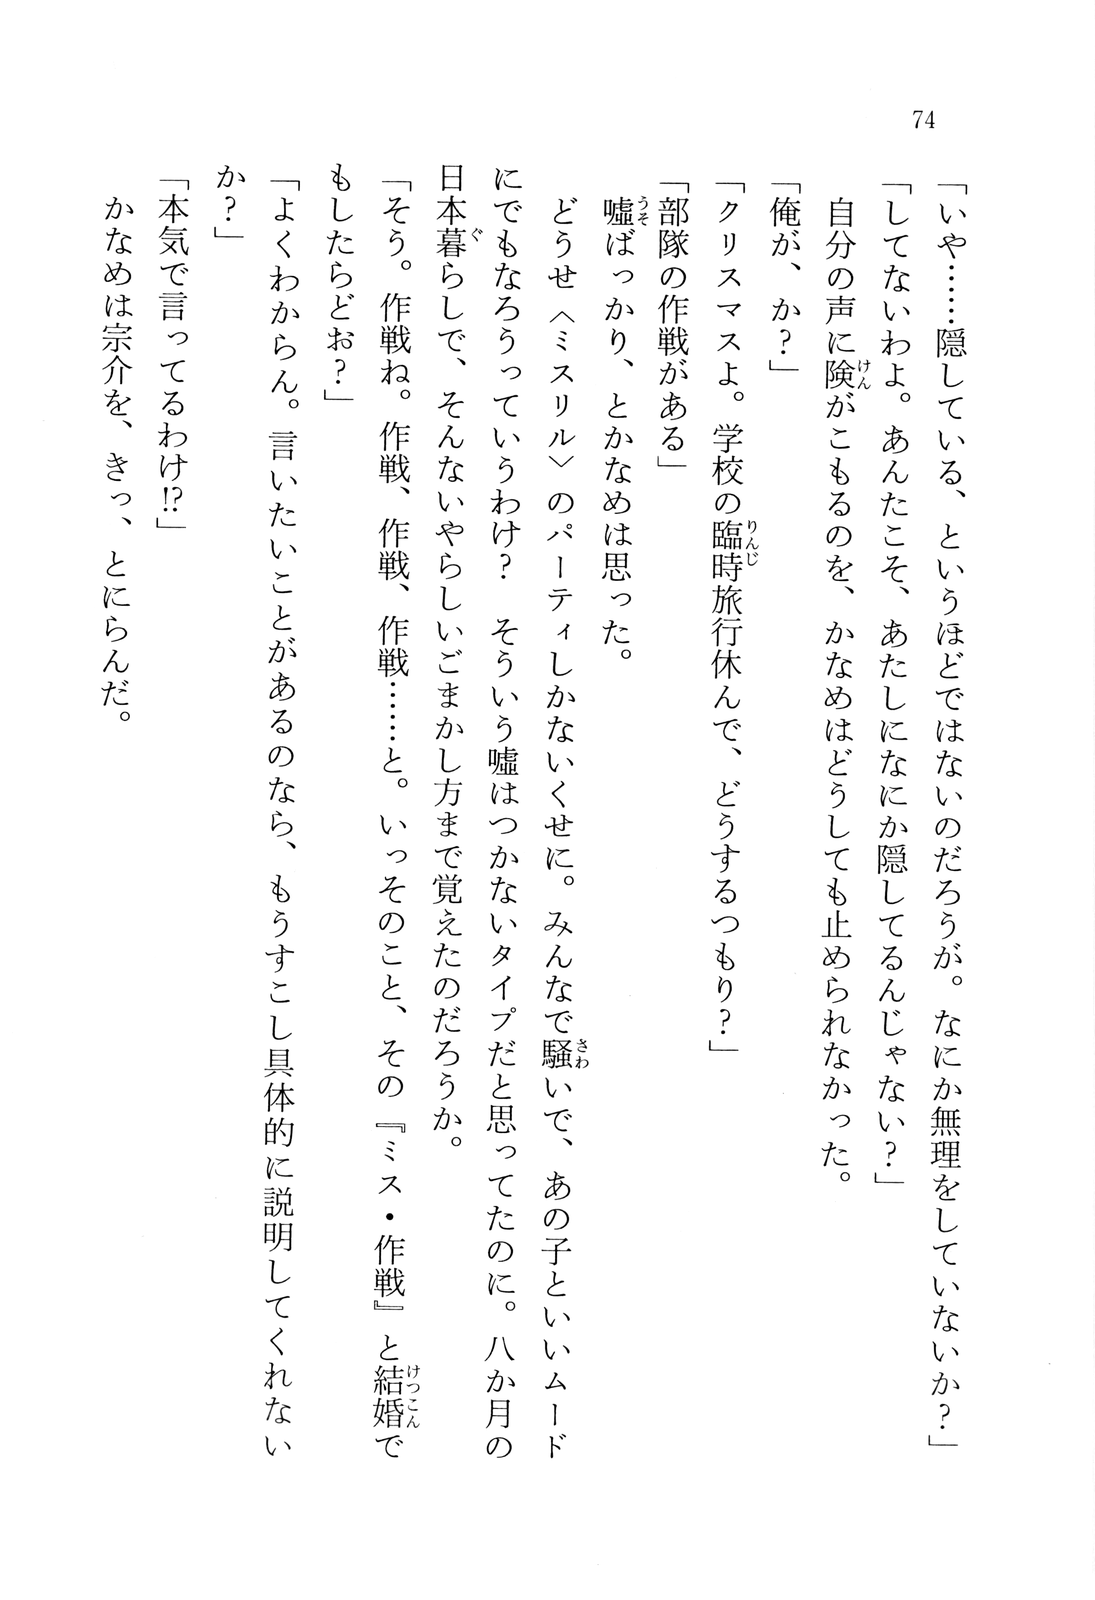 74
「いや……隠している、というほどではないのだろうが。なにか無理をしていないか？」
「してないわよ。あんたこそ、あたしになにか隠してるんじゃない？」
自分の声に険がこもるのを、かなめはどうしても止められなかった。
「俺が、か？」
「クリスマスよ。学校の臨時旅行休んで、どうするつもり？」
「部隊の作戦がある」
嘘ばっかり、とかなめは思った。
どうせ〈ミスリル〉のパーティしかないくせに。みんなで騒いで、あの子といいムード
にでもなろうっていうわけ？　そういう嘘はつかないタイプだと思ってたのに。八か月の
日本暮らしで、そんないやらしいごまかし方まで覚えたのだろうか。
「そう。作戦ね。作戦、作戦、作戦……と。いっそのこと、その『ミス・作戦』と結婚で
もしたらどお？」
「よくわからん。言いたいことがあるのなら、もうすこし具体的に説明してくれない
か？」
「本気で言ってるわけ!?」
かなめは宗介を、きっ、とにらんだ。